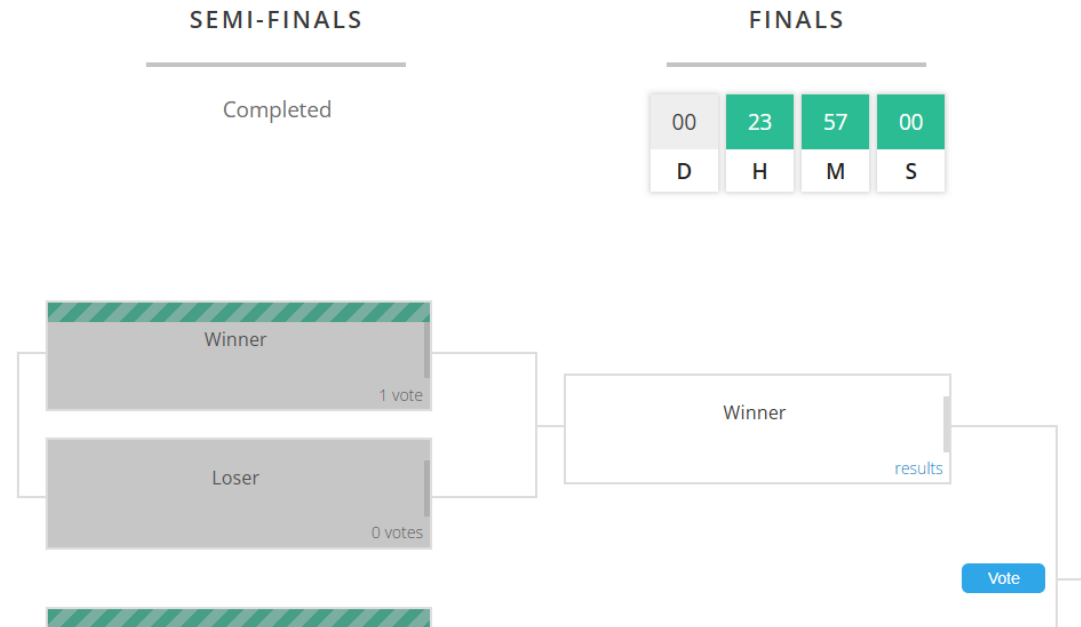 SEMI-FINALS
FINALS
Completed
00 23 57 00
D H M S
Winner
1 vote
Winner
results
Loser
0 votes
Vote